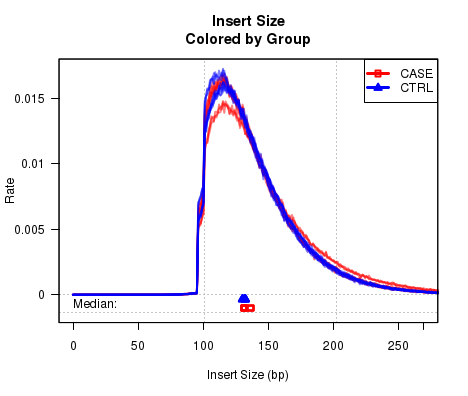 Insert Size
Colored by Group
CASE
CTRL
0.015
0.01
0.005
0
Rate
Median:
0 50 100 150 200 250
Insert Size (bp)